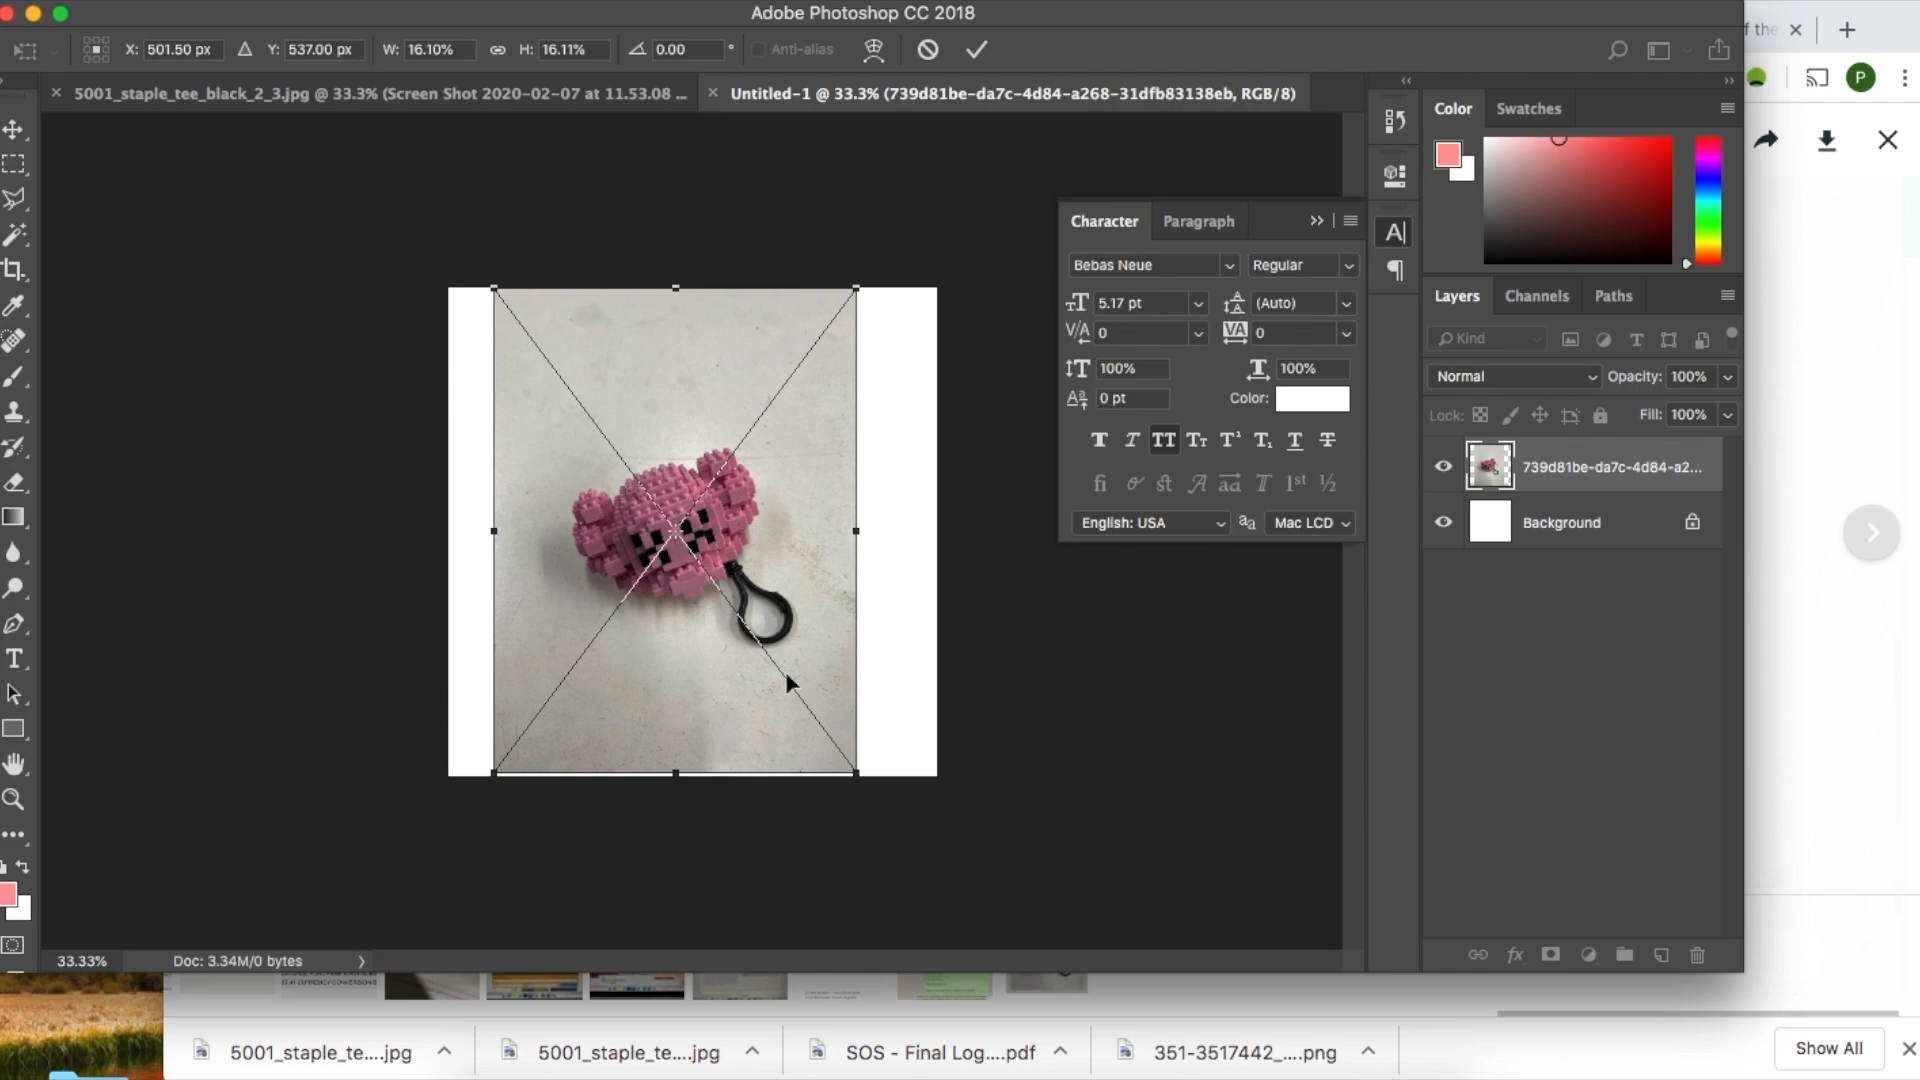 Adobe Photoshop CC 2018
X: 501.50 px Y: 537.00 px W: 16.10% H: 16.11% 0.00 ° Anti-alias
f the
P
5001_staple_tee_black_2_3.jpg @ 33.3% (Screen Shot 2020-02-07 at 11.53.08 ...
Untitled-1 @ 33.3% (739d81be-da7c-4d84-a268-31dfb83138eb, RGB/8)
Color Swatches
Character Paragraph
Bebas Neue Regular
5.17 pt (Auto)
0 0
100% 100%
0 pt Color:
English: USA Mac LCD
Layers Channels Paths
Kind
Normal Opacity: 100%
Lock: Fill: 100%
739d81be-da7c-4d84-a2...
Background
33.33% Doc: 3.34M/0 bytes
5001_staple_te....jpg
5001_staple_te....jpg
SOS - Final Log....pdf
351-3517442_....png
Show All